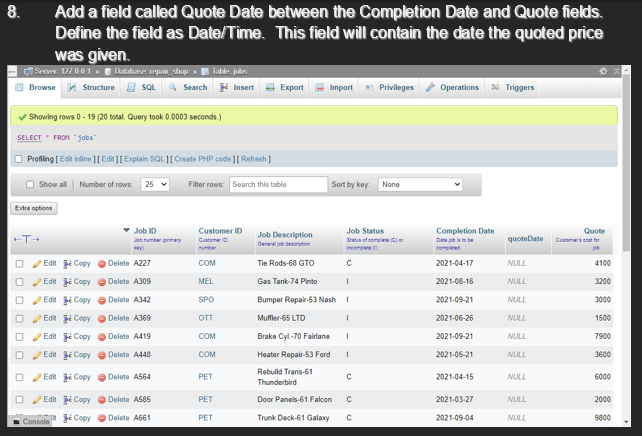 8. Add a field called Quote Date between the Completion Date and Quote fields.
Define the field as Date/Time. This field will contain the date the quoted price
was given.
Server: 127.0.0.1 » Database: repair_shop » Table: jobs
Browse Structure SQL Search Insert Export Import Privileges Operations Triggers
Showing rows 0 - 19 (20 total, Query took 0.0003 seconds.)
SELECT * FROM `jobs`
Profiling [ Edit inline ] [ Edit ] [ Explain SQL ] [ Create PHP code ] [ Refresh ]
Show all | Number of rows: 25 Filter rows: Search this table Sort by key: None
Extra options
Job ID Customer ID Job Description Job Status Completion Date quoteDate Quote
Job number (primary Customer ID General job description Status of complete (C) or Date job is to be Customer's cost for
key) number incomplete (I) completed job
←T→
Edit Copy Delete A227 COM Tie Rods-68 GTO C 2021-04-17 NULL 4100
Edit Copy Delete A309 MEL Gas Tank-74 Pinto I 2021-08-16 NULL 3200
Edit Copy Delete A342 SPO Bumper Repair-53 Nash I 2021-09-21 NULL 3000
Edit Copy Delete A369 OTT Muffler-65 LTD I 2021-06-26 NULL 1500
Edit Copy Delete A419 COM Brake Cyl.-70 Fairlane I 2021-09-21 NULL 7900
Edit Copy Delete A448 COM Heater Repair-53 Ford I 2021-05-21 NULL 3600
Edit Copy Delete A564 PET Rebuild Trans-61 C 2021-04-15 NULL 6000
Thunderbird
Edit Copy Delete A585 PET Door Panels-61 Falcon C 2021-03-27 NULL 2000
Edit Copy Delete A661 PET Trunk Deck-61 Galaxy C 2021-09-04 NULL 9800
Console